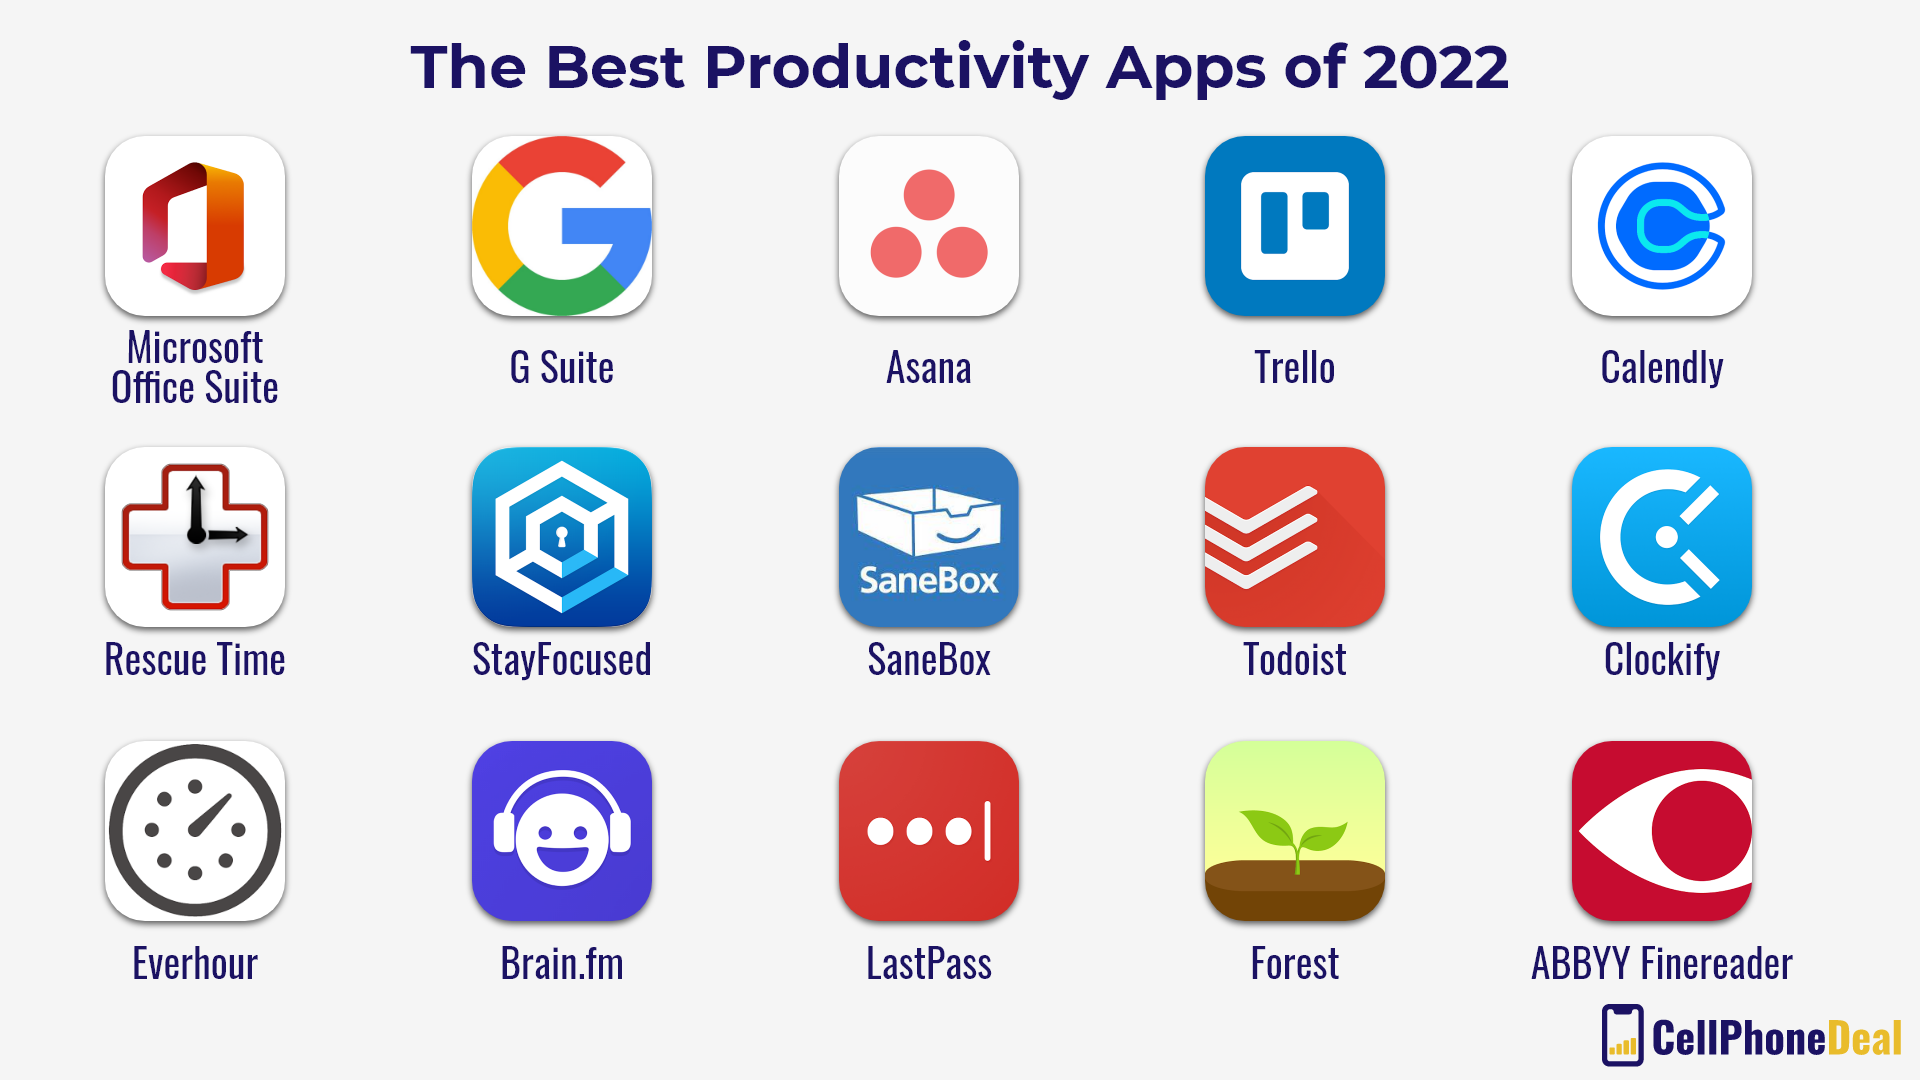 The Best Productivity Apps of 2022
Microsoft
Office Suite
G Suite
Asana
Trello
Calendly
SaneBox
Rescue Time
StayFocused
SaneBox
Todoist
Clockify
Everhour
Brain.fm
LastPass
Forest
ABBYY Finereader
CellPhoneDeal